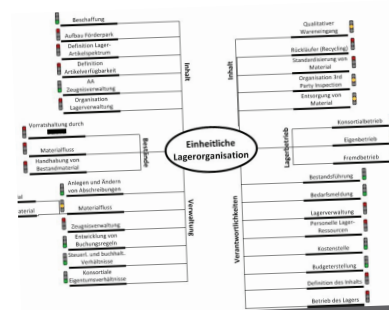 Beschaffung
Aufbau Förderpark
Definition Lager-
Artikelspektrum
Definition
Artikelverfügbarkeit
AA
Zeugnisverwaltung
Organisation
Lagerverwaltung
Inhalt
Vorratshaltung durch
Materialfluss
Handhabung von
Bestandmaterial
Bestände
Anlegen und Ändern
von Abschreibungen
Materialfluss
Zeugnisverwaltung
Entwicklung von
Buchungsregeln
Steuerl. und buchhalt.
Verhältnisse
Konsortiale
Eigentumsverhältnisse
Verwaltung
Einheitliche
Lagerorganisation
Qualitativer
Wareneingang
Rückläufer (Recycling)
Standardisierung von
Material
Organisation 3rd
Party Inspection
Entsorgung von
Material
Inhalt
Konsortialbetrieb
Eigenbetrieb
Fremdbetrieb
Lagerbetrieb
Bestandsführung
Bedarfsmeldung
Lagerverwaltung
Personelle Lager-
Ressourcen
Kostenstelle
Budgeterstellung
Definition des Inhalts
Betrieb des Lagers
Verantwortlichkeiten